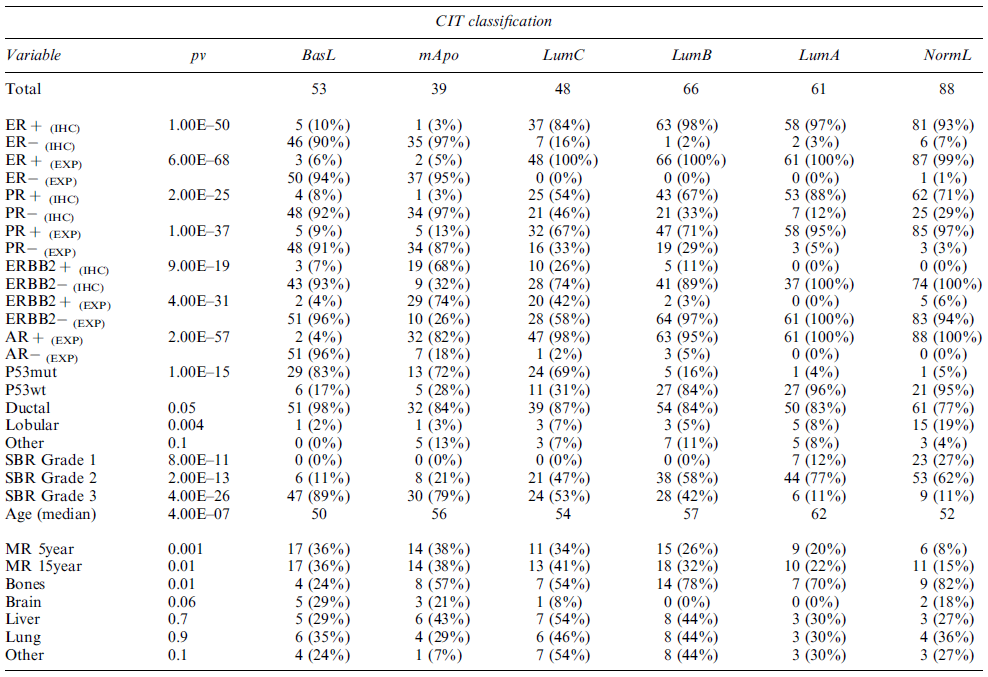 CIT classification
Variable pv BasL mApo LumC LumB LumA NormL
Total 53 39 48 66 61 88
ER+ (IHC) 1.00E–50 5 (10%) 1 (3%) 37 (84%) 63 (98%) 58 (97%) 81 (93%)
ER− (IHC) 46 (90%) 35 (97%) 7 (16%) 1 (2%) 2 (3%) 6 (7%)
ER+ (EXP) 6.00E–68 3 (6%) 2 (5%) 48 (100%) 66 (100%) 61 (100%) 87 (99%)
ER− (EXP) 50 (94%) 37 (95%) 0 (0%) 0 (0%) 0 (0%) 1 (1%)
PR+ (IHC) 2.00E–25 4 (8%) 1 (3%) 25 (54%) 43 (67%) 53 (88%) 62 (71%)
PR− (IHC) 48 (92%) 34 (97%) 21 (46%) 21 (33%) 7 (12%) 25 (29%)
PR+ (EXP) 1.00E–37 5 (9%) 5 (13%) 32 (67%) 47 (71%) 58 (95%) 85 (97%)
PR− (EXP) 48 (91%) 34 (87%) 16 (33%) 19 (29%) 3 (5%) 3 (3%)
ERBB2+ (IHC) 9.00E–19 3 (7%) 19 (68%) 10 (26%) 5 (11%) 0 (0%) 0 (0%)
ERBB2− (IHC) 43 (93%) 9 (32%) 28 (74%) 41 (89%) 37 (100%) 74 (100%)
ERBB2+ (EXP) 4.00E–31 2 (4%) 29 (74%) 20 (42%) 2 (3%) 0 (0%) 5 (6%)
ERBB2− (EXP) 51 (96%) 10 (26%) 28 (58%) 64 (97%) 61 (100%) 83 (94%)
AR+ (EXP) 2.00E–57 2 (4%) 32 (82%) 47 (98%) 63 (95%) 61 (100%) 88 (100%)
AR− (EXP) 51 (96%) 7 (18%) 1 (2%) 3 (5%) 0 (0%) 0 (0%)
P53mut 1.00E–15 29 (83%) 13 (72%) 24 (69%) 5 (16%) 1 (4%) 1 (5%)
P53wt 6 (17%) 5 (28%) 11 (31%) 27 (84%) 27 (96%) 21 (95%)
Ductal 0.05 51 (98%) 32 (84%) 39 (87%) 54 (84%) 50 (83%) 61 (77%)
Lobular 0.004 1 (2%) 1 (3%) 3 (7%) 3 (5%) 5 (8%) 15 (19%)
Other 0.1 0 (0%) 5 (13%) 3 (7%) 7 (11%) 5 (8%) 3 (4%)
SBR Grade 1 8.00E–11 0 (0%) 0 (0%) 0 (0%) 0 (0%) 7 (12%) 23 (27%)
SBR Grade 2 2.00E–13 6 (11%) 8 (21%) 21 (47%) 38 (58%) 44 (77%) 53 (62%)
SBR Grade 3 4.00E–26 47 (89%) 30 (79%) 24 (53%) 28 (42%) 6 (11%) 9 (11%)
Age (median) 4.00E–07 50 56 54 57 62 52
MR 5year 0.001 17 (36%) 14 (38%) 11 (34%) 15 (26%) 9 (20%) 6 (8%)
MR 15year 0.01 17 (36%) 14 (38%) 13 (41%) 18 (32%) 10 (22%) 11 (15%)
Bones 0.01 4 (24%) 8 (57%) 7 (54%) 14 (78%) 7 (70%) 9 (82%)
Brain 0.06 5 (29%) 3 (21%) 1 (8%) 0 (0%) 0 (0%) 2 (18%)
Liver 0.7 5 (29%) 6 (43%) 7 (54%) 8 (44%) 3 (30%) 3 (27%)
Lung 0.9 6 (35%) 4 (29%) 6 (46%) 8 (44%) 3 (30%) 4 (36%)
Other 0.1 4 (24%) 1 (7%) 7 (54%) 8 (44%) 3 (30%) 3 (27%)